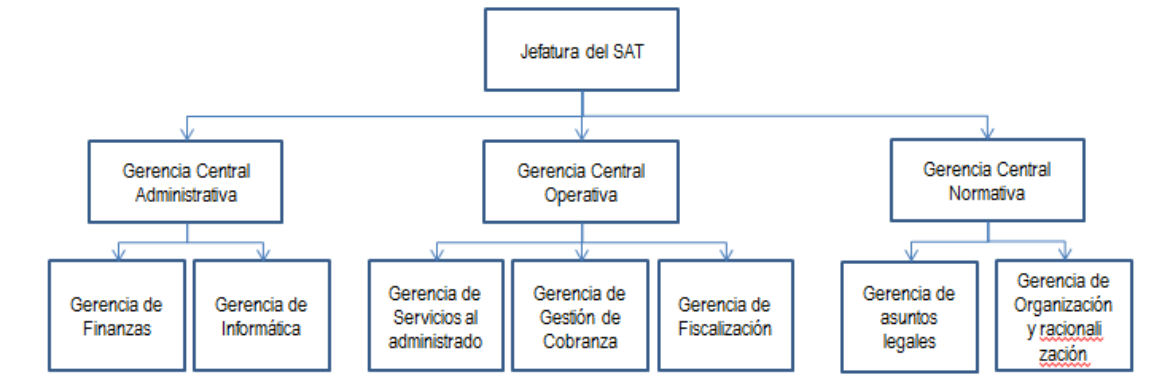 Jefatura del SAT
Gerencia Central
Administrativa
Gerencia Central
Operativa
Gerencia Central
Normativa
Gerencia de
Finanzas
Gerencia de
Informática
Gerencia de
Servicios al
administrado
Gerencia de
Gestión de
Cobranza
Gerencia de
Fiscalización
Gerencia de
asuntos
legales
Gerencia de
Organización
y racionali
zación